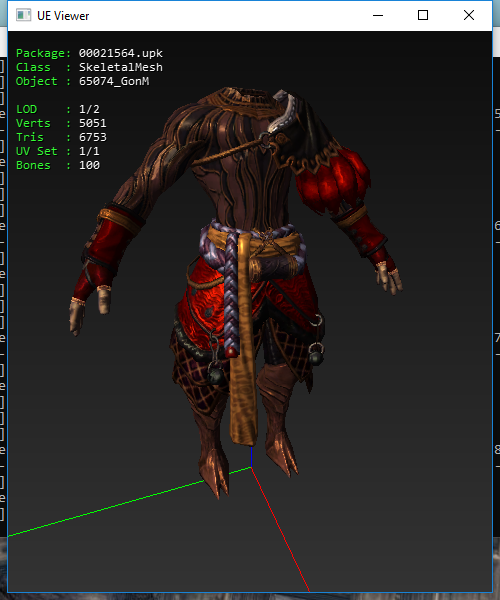 UE Viewer
Package: 00021564.upk
Class : SkeletalMesh
Object : 65074_GonM
LOD : 1/2
Verts : 5051
Tris : 6753
UV Set : 1/1
Bones : 100